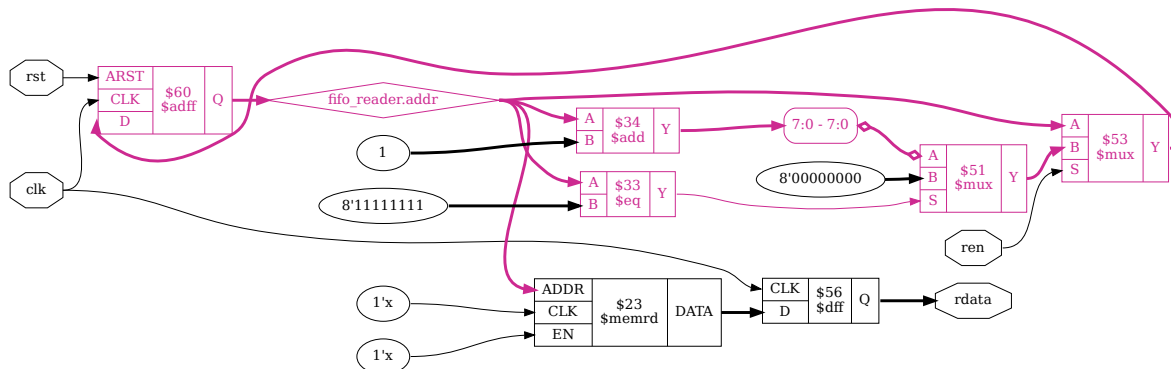 rst
clk
ARST
CLK
D
$60
$adff
Q
fifo_reader.addr
1
8'11111111
A
B
$34
$add
Y
A
B
$33
$eq
Y
7:0 - 7:0
8'00000000
A
B
S
$51
$mux
Y
A
B
S
$53
$mux
Y
ren
1'x
1'x
ADDR
CLK
EN
$23
$memrd
DATA
CLK
D
$56
$dff
Q
rdata